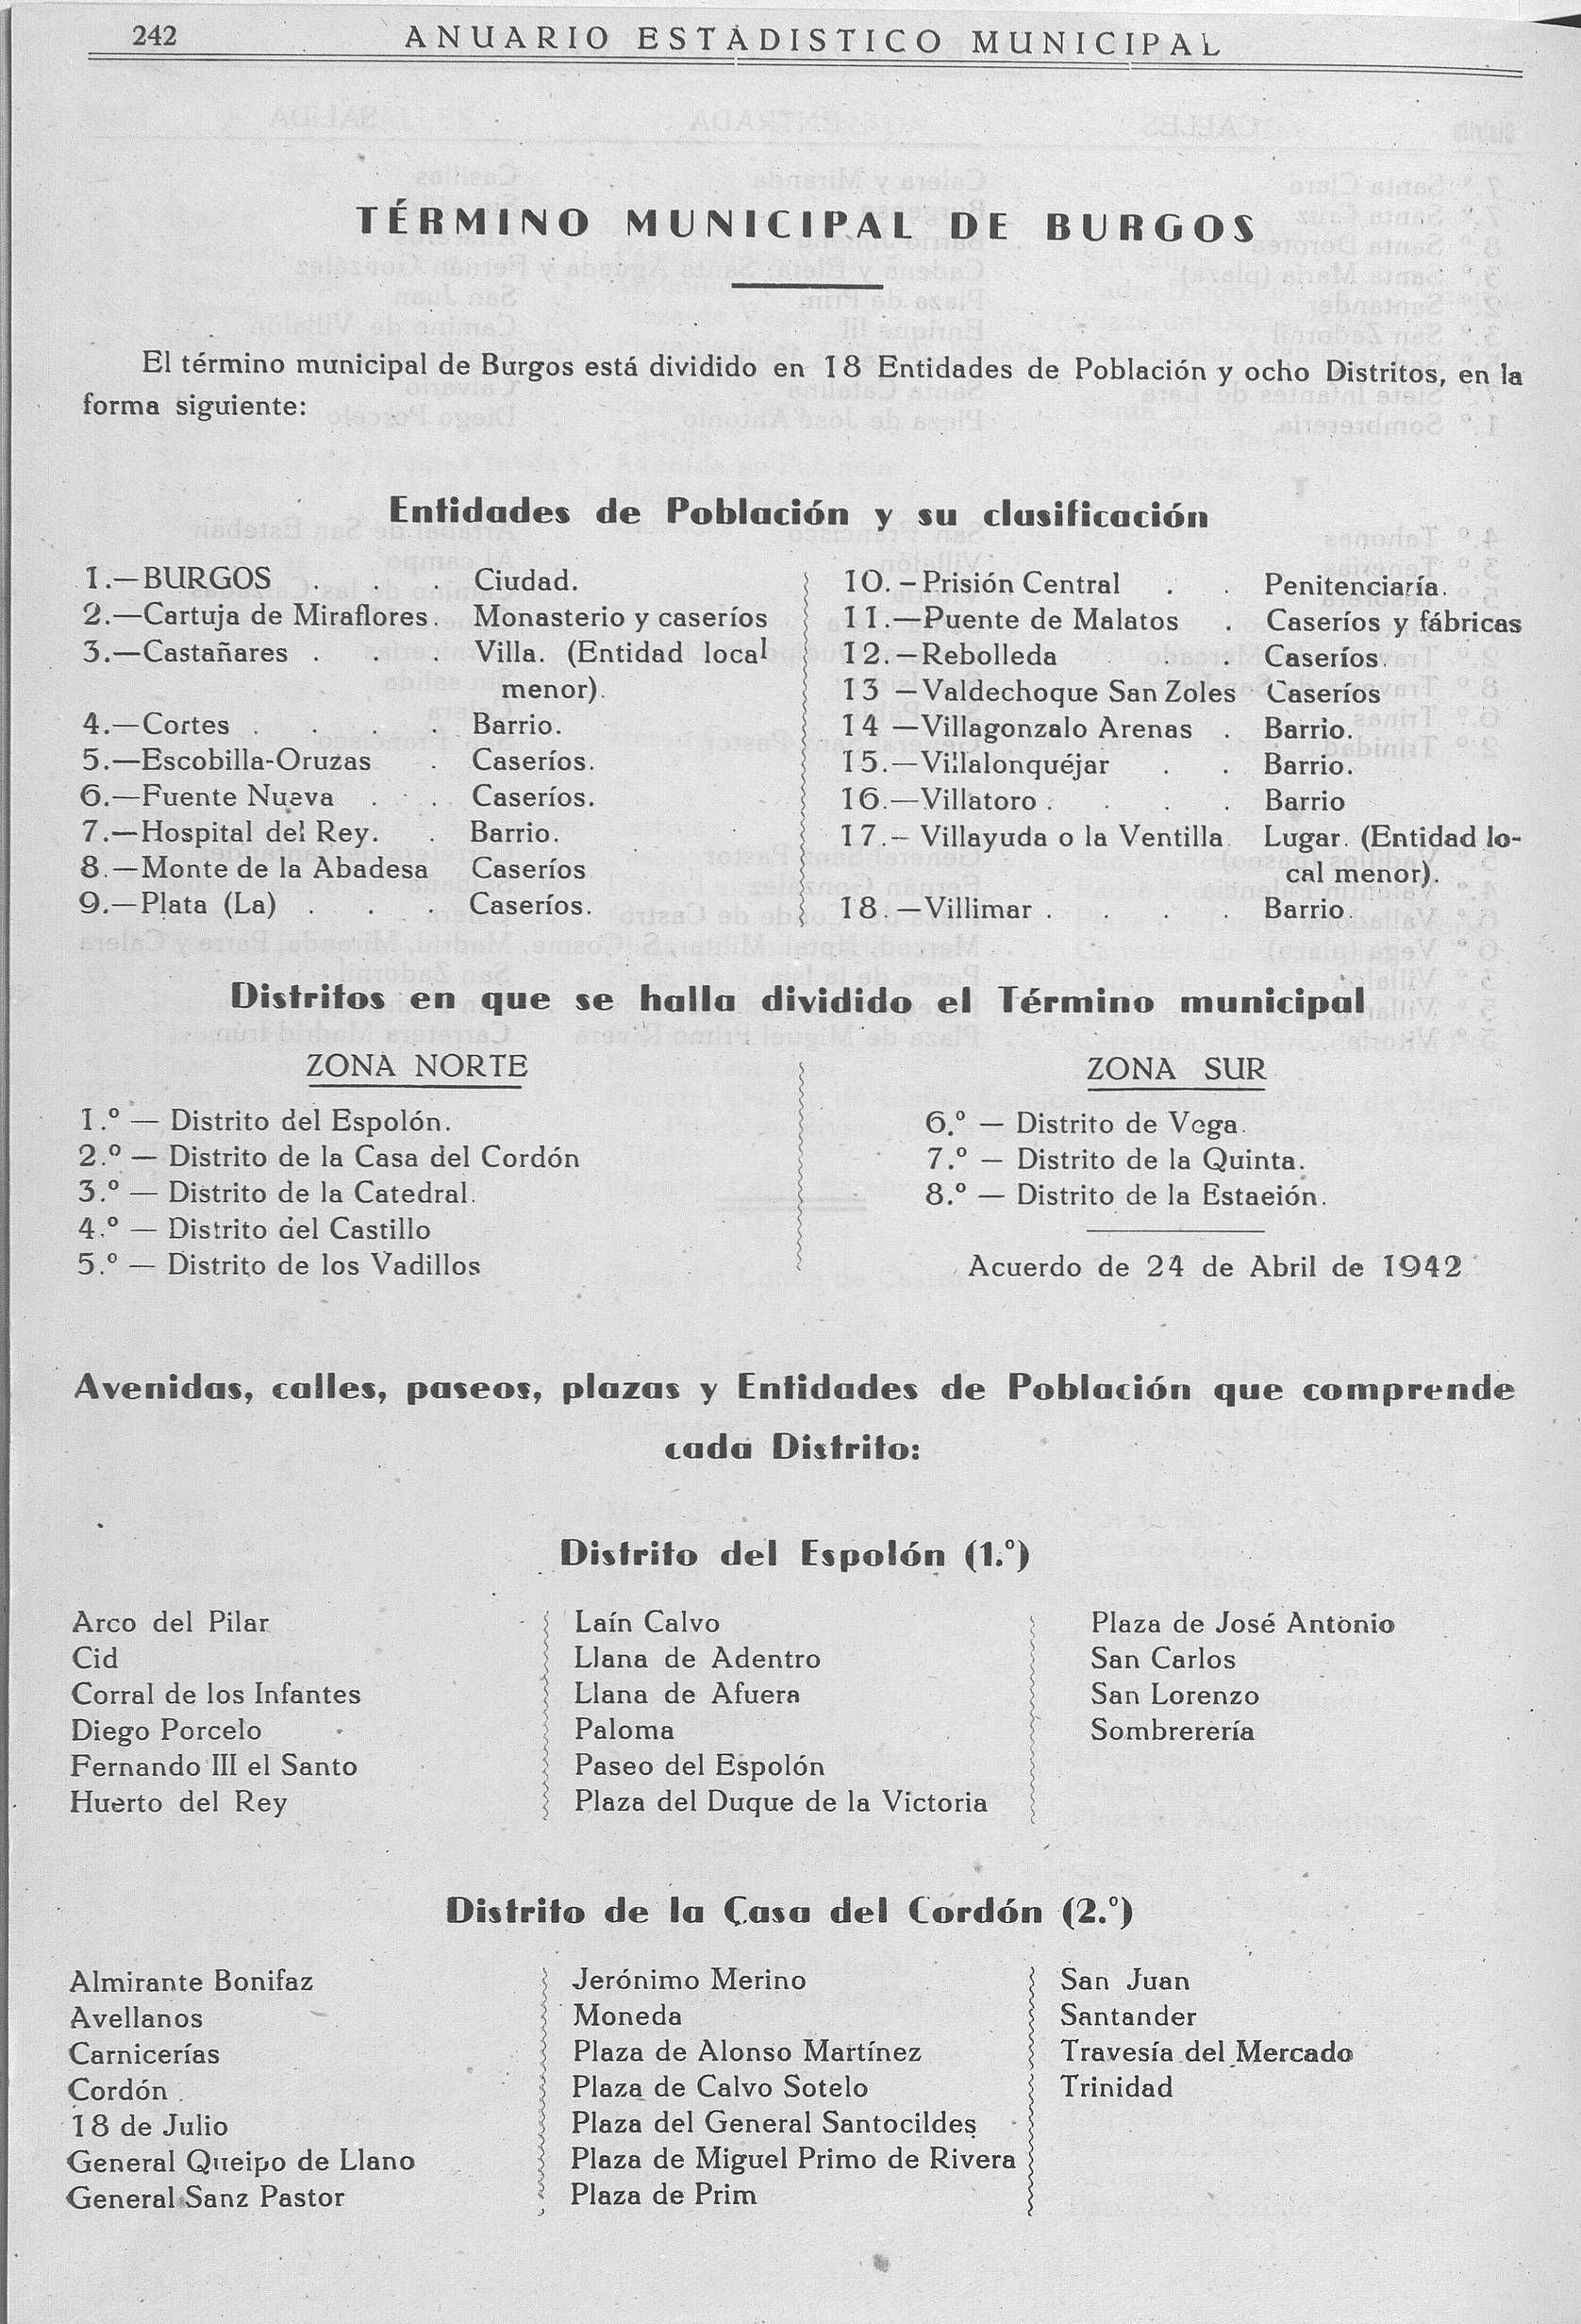 242
ANUARIO ESTADISTICO MUNICIPAL
TÉRMINO MUNICIPAL DE BURGOS
El término municipal de Burgos está dividido en 18 Entidades de Población y ocho Distritos, en la
forma siguiente:
Entidades de Población y su clasificación
1.—BURGOS . . . Ciudad.
2.—Cartuja de Miraflores. Monasterio y caseríos
3.—Castañares . . . Villa. (Entidad local
menor).
4.—Cortes . . . . Barrio.
5.—Escobilla-Oruzas . Caseríos.
6.—Fuente Nueva . . Caseríos.
7.—Hospital del Rey. . Barrio.
8.—Monte de la Abadesa Caseríos
9.—Plata (La) . . . Caseríos.
10.—Prisión Central . . Penitenciaría.
11.—Puente de Malatos . Caseríos y fábricas
12.—Rebolleda . . Caseríos.
13 —Valdechoque San Zoles Caseríos
14 —Villagonzalo Arenas . Barrio.
15.—Villalonquéjar . . Barrio.
16.—Villatoro . . . . Barrio
17.— Villayuda o la Ventilla Lugar. (Entidad lo-
cal menor).
18.—Villimar . . . . Barrio.
Distritos en que se halla dividido el Término municipal
ZONA NORTE
1.º — Distrito del Espolón.
2.º — Distrito de la Casa del Cordón
3.º — Distrito de la Catedral.
4.º — Distrito del Castillo
5.º — Distrito de los Vadillos
ZONA SUR
6.º — Distrito de Vega.
7.º — Distrito de la Quinta.
8.º — Distrito de la Estaeión.
Acuerdo de 24 de Abril de 1942
Avenidas, calles, paseos, plazas y Entidades de Población que comprende
cada Distrito:
Distrito del Espolón (1.º)
Arco del Pilar
Cid
Corral de los Infantes
Diego Porcelo
Fernando III el Santo
Huerto del Rey
Laín Calvo
Llana de Adentro
Llana de Afuera
Paloma
Paseo del Espolón
Plaza del Duque de la Victoria
Plaza de José Antonio
San Carlos
San Lorenzo
Sombrerería
Distrito de la Casa del Cordón (2.º)
Almirante Bonifaz
Avellanos
Carnicerías
Cordón
18 de Julio
General Queipo de Llano
General Sanz Pastor
Jerónimo Merino
Moneda
Plaza de Alonso Martínez
Plaza de Calvo Sotelo
Plaza del General Santocildes
Plaza de Miguel Primo de Rivera
Plaza de Prim
San Juan
Santander
Travesía del Mercado
Trinidad